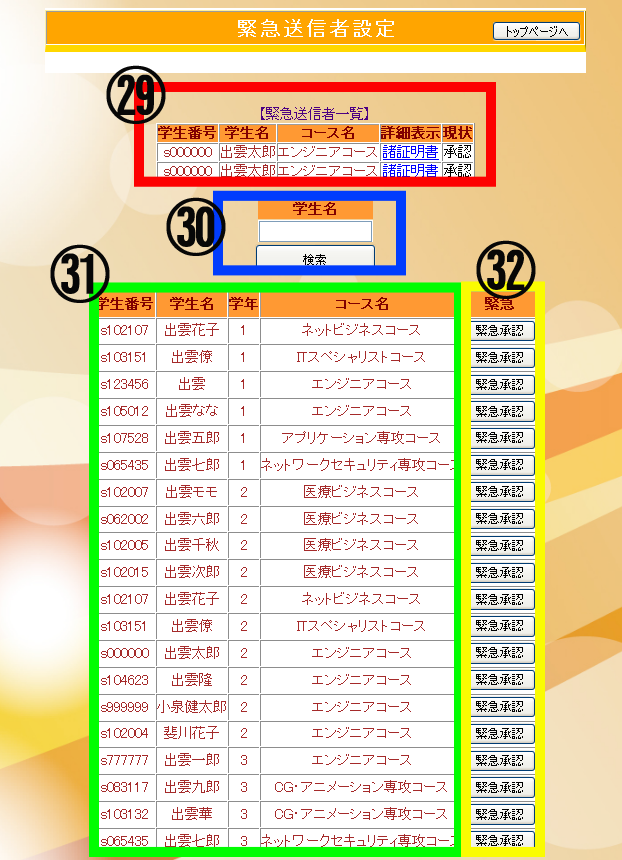 緊急送信者設定 トップページへ
29
【緊急送信者一覧】
学生番号 学生名 コース名 詳細表示 現状
s000000 出雲太郎 エンジニアコース 諸証明書 承認
s000000 出雲太郎 エンジニアコース 諸証明書 承認
30
学生名
検索
31 32
学生番号 学生名 学年 コース名 緊急
s102107 出雲花子 1 ネットビジネスコース 緊急承認
s103151 出雲僚 1 ITスペシャリストコース 緊急承認
s123456 出雲 1 エンジニアコース 緊急承認
s105012 出雲なな 1 エンジニアコース 緊急承認
s107528 出雲五郎 1 アプリケーション専攻コース 緊急承認
s065435 出雲七郎 1 ネットワークセキュリティ専攻コース 緊急承認
s102007 出雲モモ 2 医療ビジネスコース 緊急承認
s062002 出雲六郎 2 医療ビジネスコース 緊急承認
s102005 出雲千秋 2 医療ビジネスコース 緊急承認
s102015 出雲次郎 2 医療ビジネスコース 緊急承認
s102107 出雲花子 2 ネットビジネスコース 緊急承認
s103151 出雲僚 2 ITスペシャリストコース 緊急承認
s000000 出雲太郎 2 エンジニアコース 緊急承認
s104623 出雲隆 2 エンジニアコース 緊急承認
s999999 小泉健太郎 2 エンジニアコース 緊急承認
s102004 斐川花子 2 エンジニアコース 緊急承認
s777777 出雲一郎 3 エンジニアコース 緊急承認
s083117 出雲九郎 3 CG・アニメーション専攻コース 緊急承認
s103132 出雲華 3 CG・アニメーション専攻コース 緊急承認
s065435 出雲七郎 3 ネットワークセキュリティ専攻コース 緊急承認